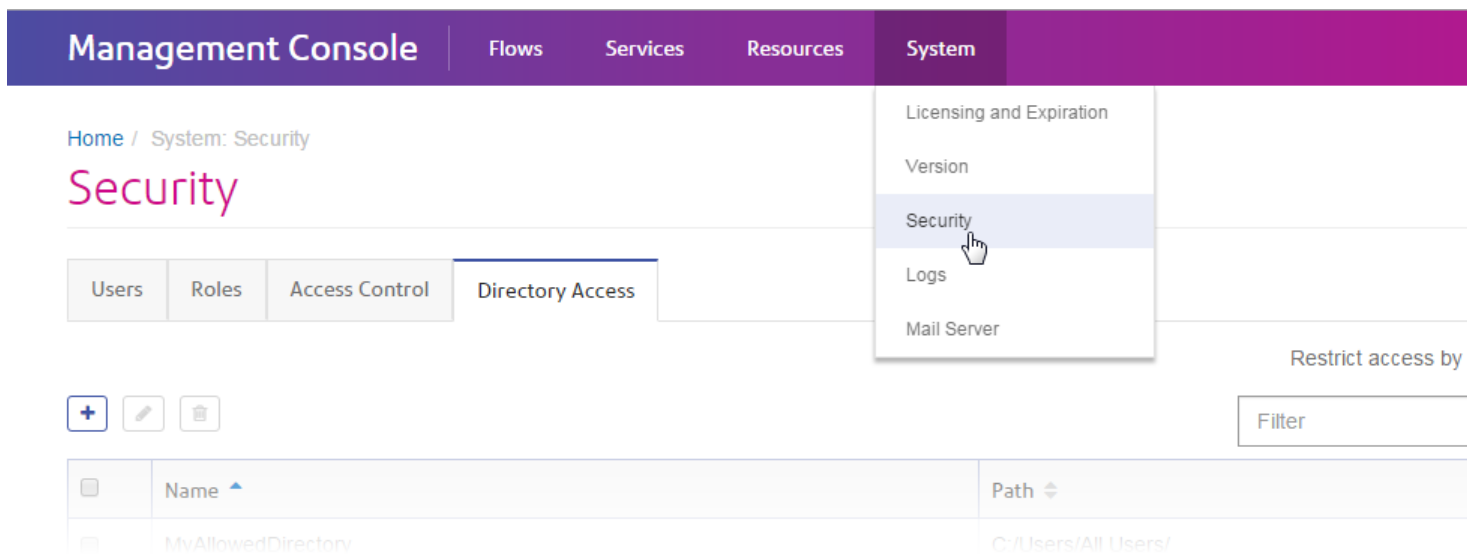 Management Console Flows Services Resources System
Licensing and Expiration
Home / System: Security
Version
Security
Security
Logs
Users Roles Access Control Directory Access
Mail Server
Restrict access by
Filter
Name Path
MyAllowedDirectory C:/Users/All Users/